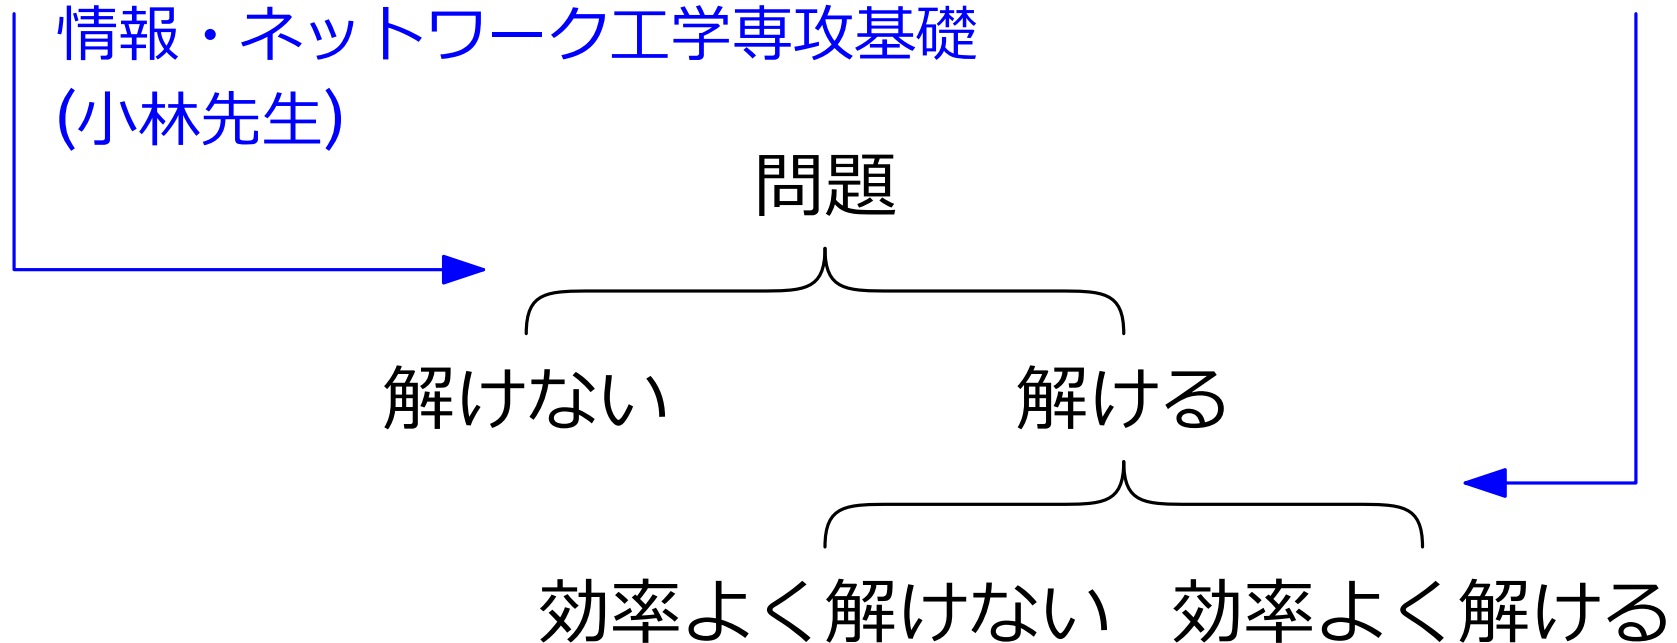 情報・ネットワーク工学専攻基礎
(小林先生)
問題
解けない 解ける
効率よく解けない 効率よく解ける